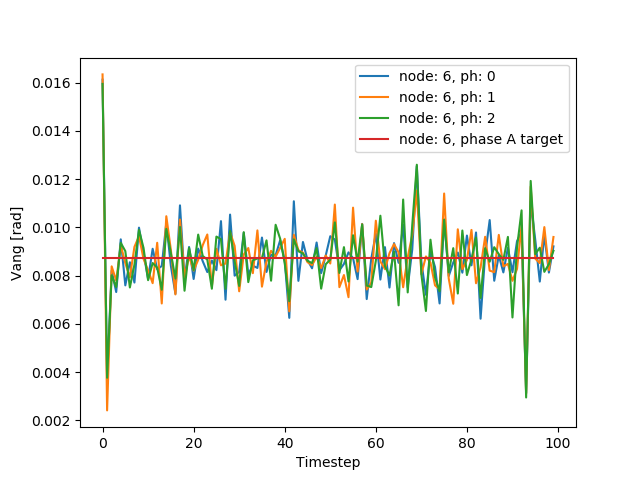 node: 6, ph: 0
node: 6, ph: 1
node: 6, ph: 2
node: 6, phase A target
0.016
0.014
0.012
0.010
0.008
0.006
0.004
0.002
Vang [rad]
0 20 40 60 80 100
Timestep